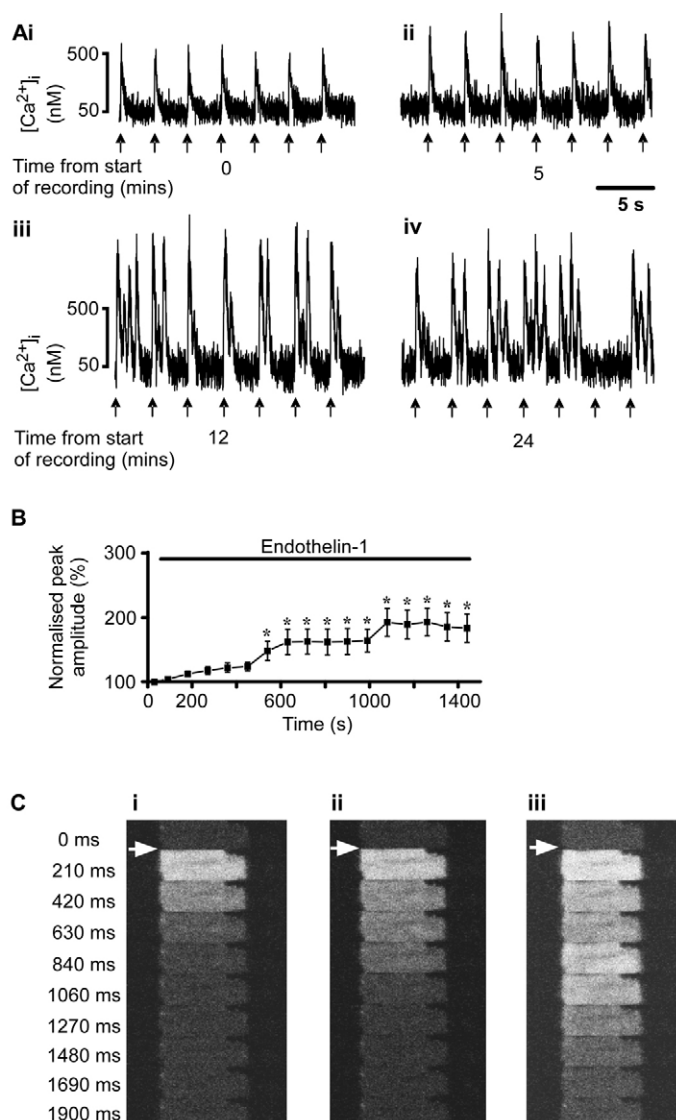 Ai
ii
500
50
[Ca2+]i
(nM)
Time from start
of recording (mins)
0
5
5 s
iii
iv
500
50
[Ca2+]i
(nM)
Time from start
of recording (mins)
12
24
B
Endothelin-1
300
200
100
Normalised peak
amplitude (%)
* * * * * * * * * * *
0 200 600 1000 1400
Time (s)
C
i
ii
iii
0 ms
210 ms
420 ms
630 ms
840 ms
1060 ms
1270 ms
1480 ms
1690 ms
1900 ms